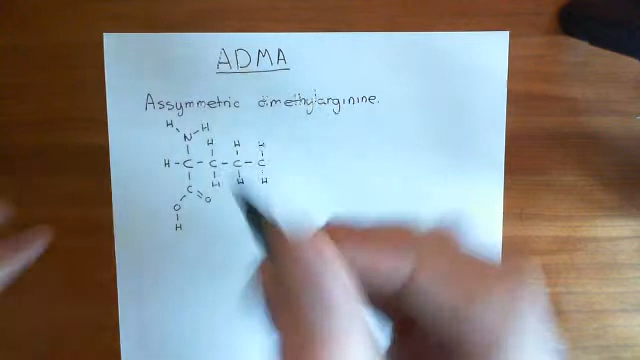 ADMA
Assymmetric dimethylarginine.
H H
N H H H
H-C-C-C-C
C H H H
O O
H